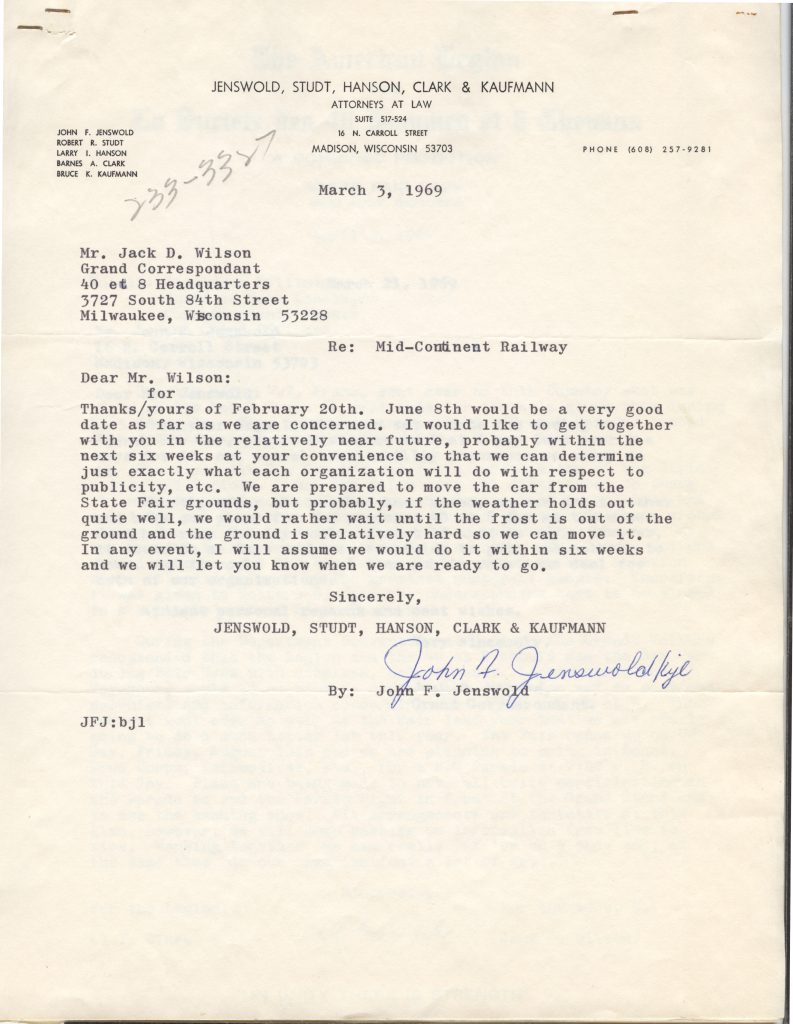 JENSWOLD, STUDT, HANSON, CLARK & KAUFMANN
ATTORNEYS AT LAW
SUITE 517-524
16 N. CARROLL STREET
MADISON, WISCONSIN 53703
JOHN F. JENSWOLD
ROBERT R. STUDT
LARRY I. HANSON
BARNES A. CLARK
BRUCE K. KAUFMANN
PHONE (608) 257-9281
233-3327
March 3, 1969
Mr. Jack D. Wilson
Grand Correspondant
40 et 8 Headquarters
3727 South 84th Street
Milwaukee, Wisconsin 53228
Re: Mid-Continent Railway
Dear Mr. Wilson:
for
Thanks/yours of February 20th. June 8th would be a very good
date as far as we are concerned. I would like to get together
with you in the relatively near future, probably within the
next six weeks at your convenience so that we can determine
just exactly what each organization will do with respect to
publicity, etc. We are prepared to move the car from the
State Fair grounds, but probably, if the weather holds out
quite well, we would rather wait until the frost is out of the
ground and the ground is relatively hard so we can move it.
In any event, I will assume we would do it within six weeks
and we will let you know when we are ready to go.
Sincerely,
JENSWOLD, STUDT, HANSON, CLARK & KAUFMANN
John F. Jenswold/bjl
By: John F. Jenswold
JFJ:bjl